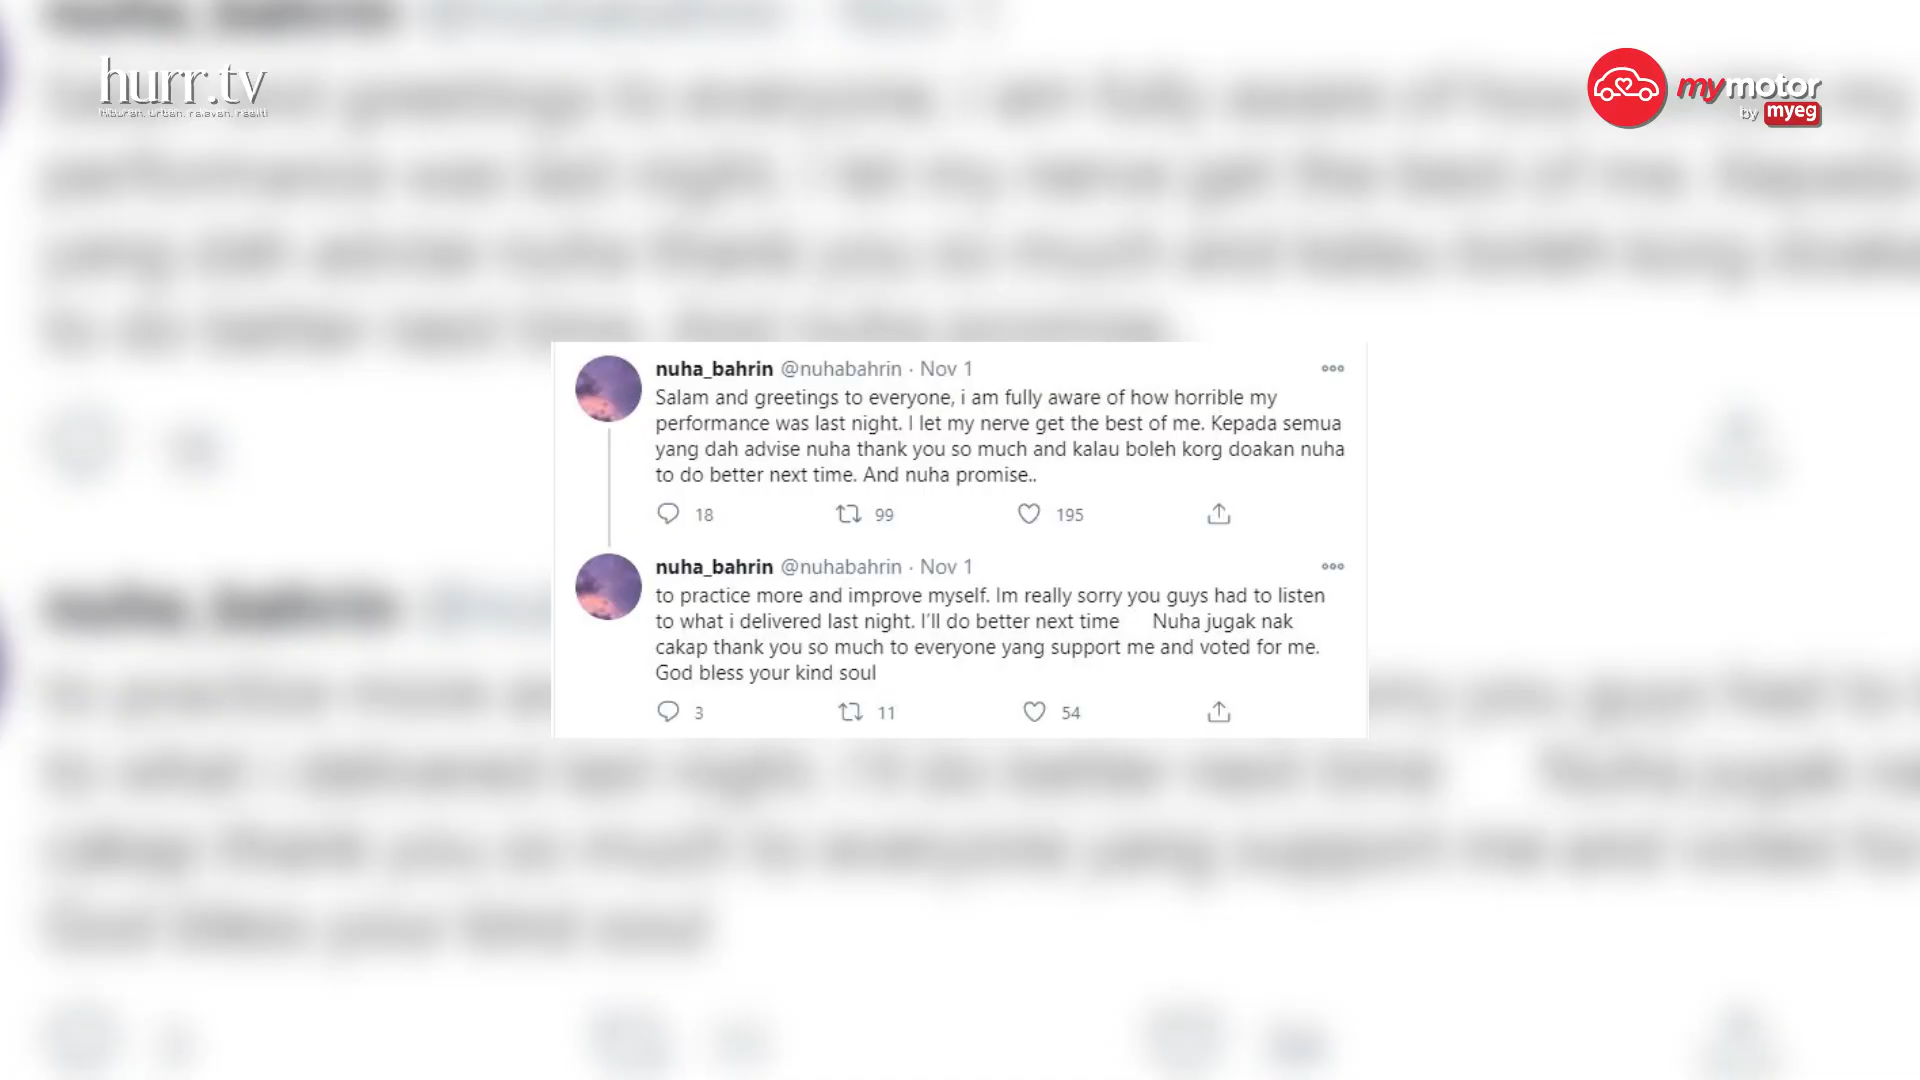 hurr.tv
hiburan. urban. relevan. realiti
mymotor
by myeg
nuha_bahrin @nuhabahrin · Nov 1
Salam and greetings to everyone, i am fully aware of how horrible my
performance was last night. I let my nerve get the best of me. Kepada semua
yang dah advise nuha thank you so much and kalau boleh korg doakan nuha
to do better next time. And nuha promise..
18 99 195
nuha_bahrin @nuhabahrin · Nov 1
to practice more and improve myself. Im really sorry you guys had to listen
to what i delivered last night. I’ll do better next time Nuha jugak nak
cakap thank you so much to everyone yang support me and voted for me.
God bless your kind soul
3 11 54